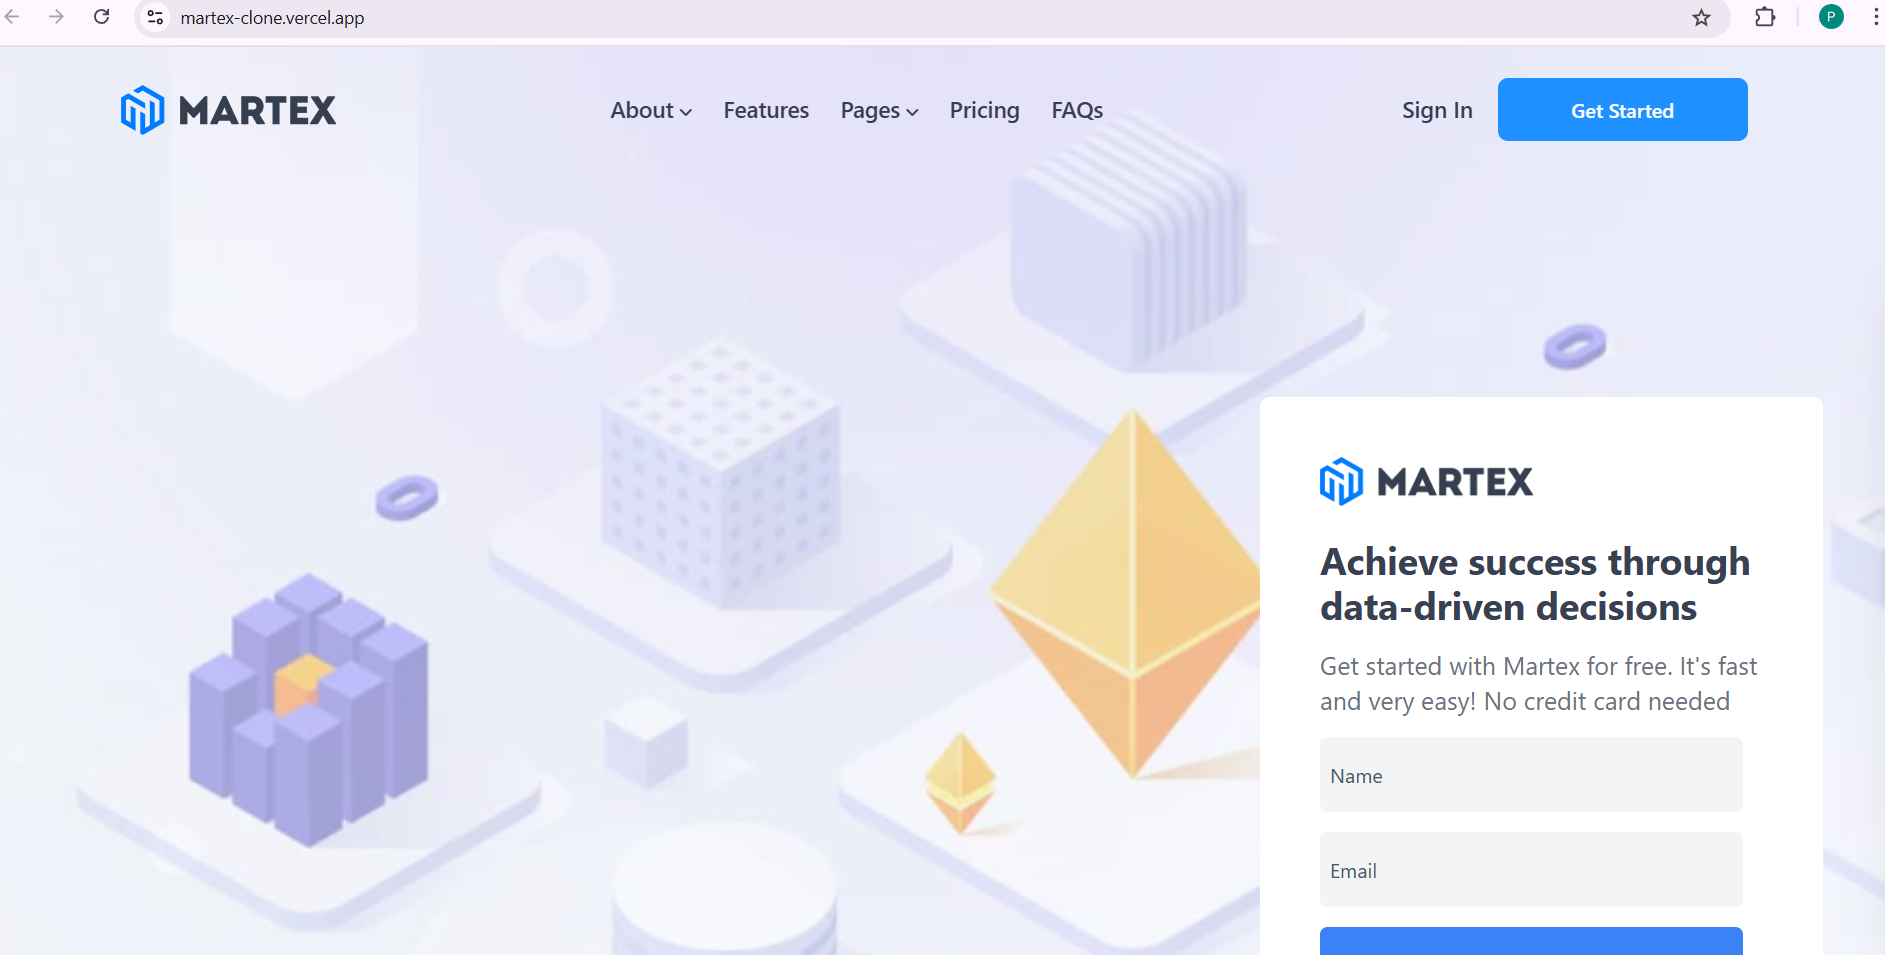 martex-clone.vercel.app
P
MARTEX
About
Features
Pages
Pricing
FAQs
Sign In
Get Started
MARTEX
Achieve success through
data-driven decisions
Get started with Martex for free. It's fast
and very easy! No credit card needed
Name
Email